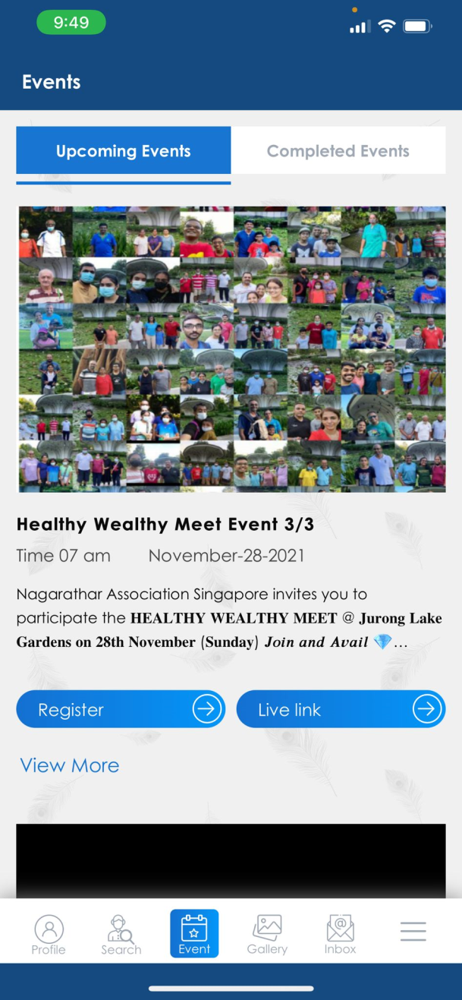 9:49
Events
Upcoming Events
Completed Events
Healthy Wealthy Meet Event 3/3
Time 07 am November-28-2021
Nagarathar Association Singapore invites you to
participate the HEALTHY WEALTHY MEET @ Jurong Lake
Gardens on 28th November (Sunday) Join and Avail 💎...
Register
Live link
View More
Profile
Search
Event
Gallery
Inbox